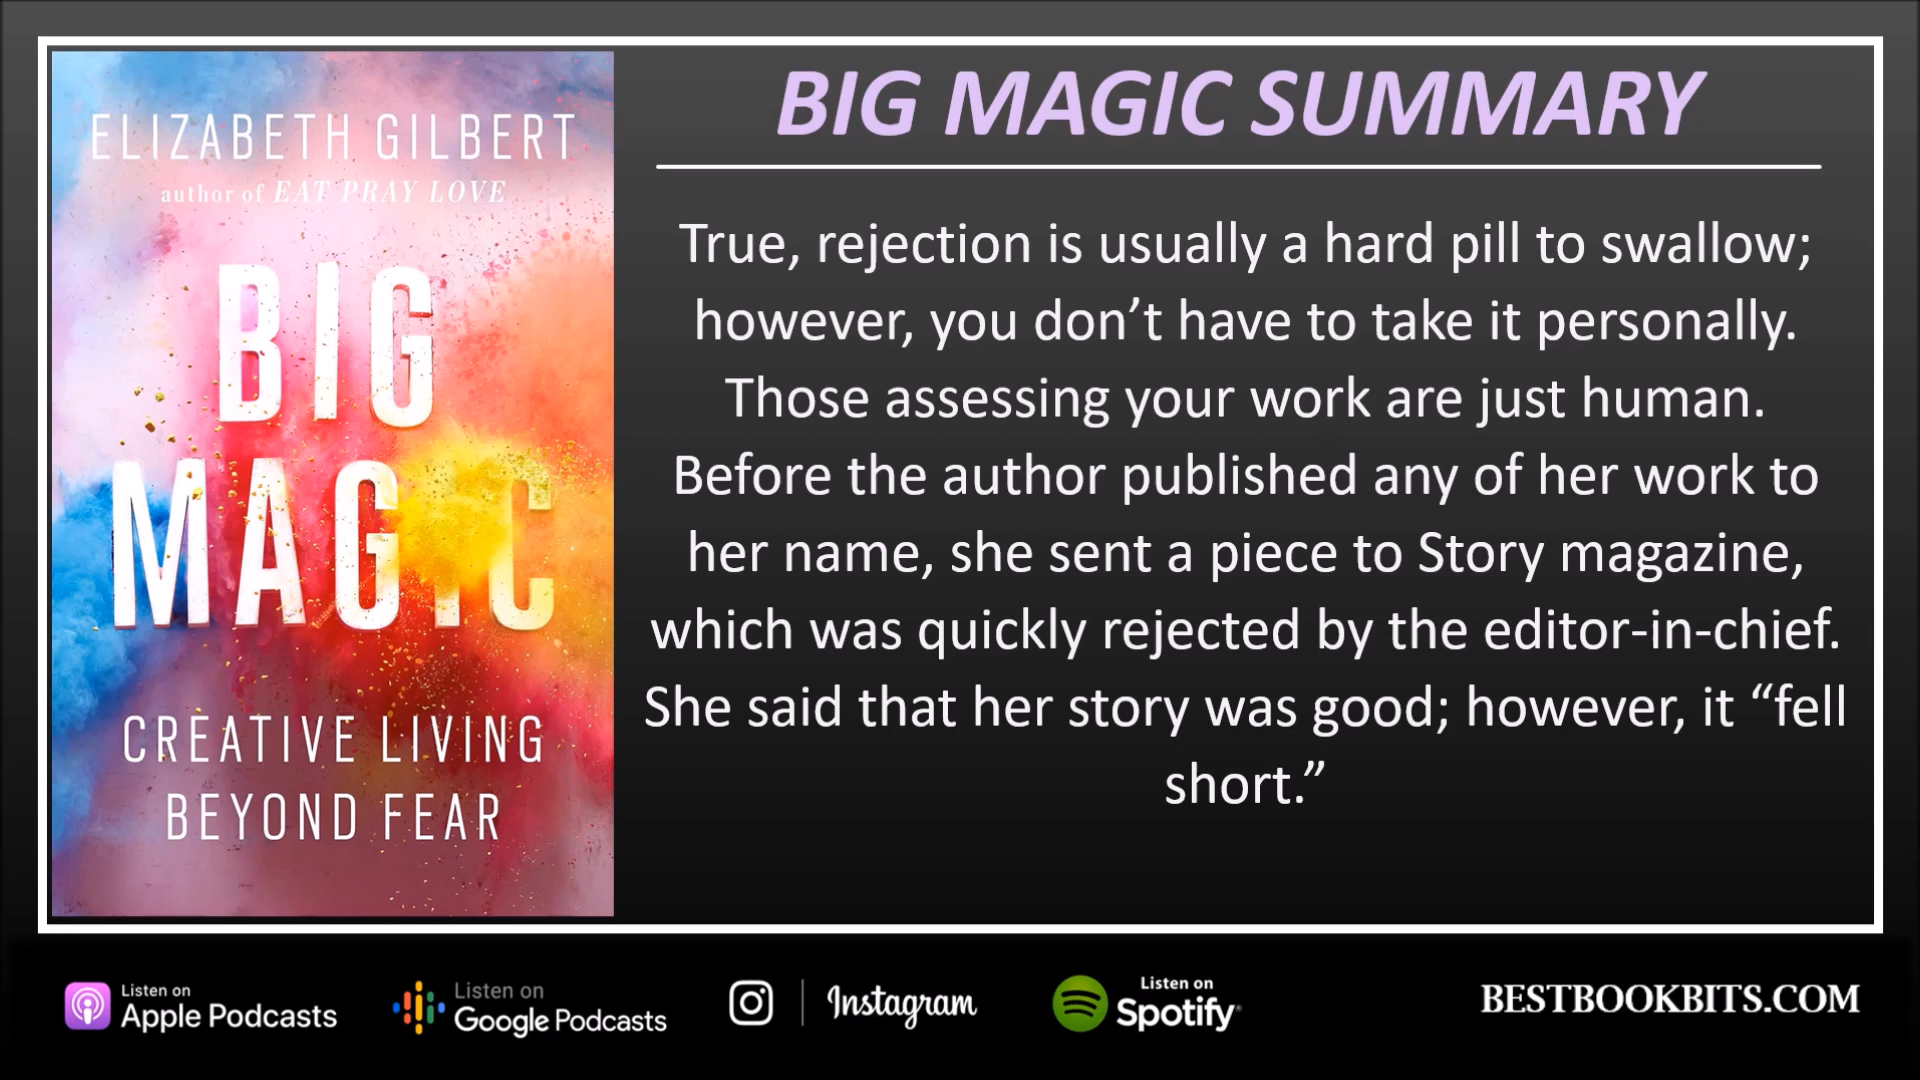 ELIZABETH GILBERT
author of EAT PRAY LOVE
BIG
MAGIC
CREATIVE LIVING
BEYOND FEAR
BIG MAGIC SUMMARY
True, rejection is usually a hard pill to swallow;
however, you don’t have to take it personally.
Those assessing your work are just human.
Before the author published any of her work to
her name, she sent a piece to Story magazine,
which was quickly rejected by the editor-in-chief.
She said that her story was good; however, it “fell
short.”
Listen on
Apple Podcasts
Listen on
Google Podcasts
Instagram
Listen on
Spotify
BESTBOOKBITS.COM